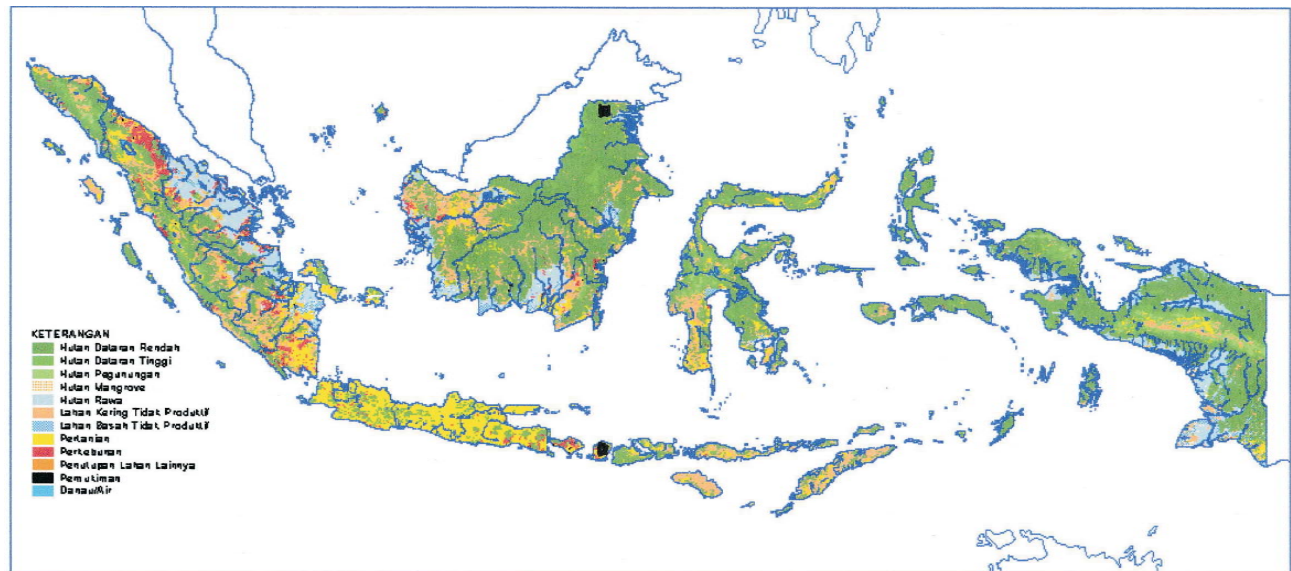 KETERANGAN
Hutan Dataran Rendah
Hutan Dataran Tinggi
Hutan Pegunungan
Hutan Mangrove
Hutan Rawa
Lahan Kering Tidak Produktif
Lahan Basah Tidak Produktif
Pertanian
Perkebunan
Penutupan Lahan Lainnya
Pemukiman
Danau/Air